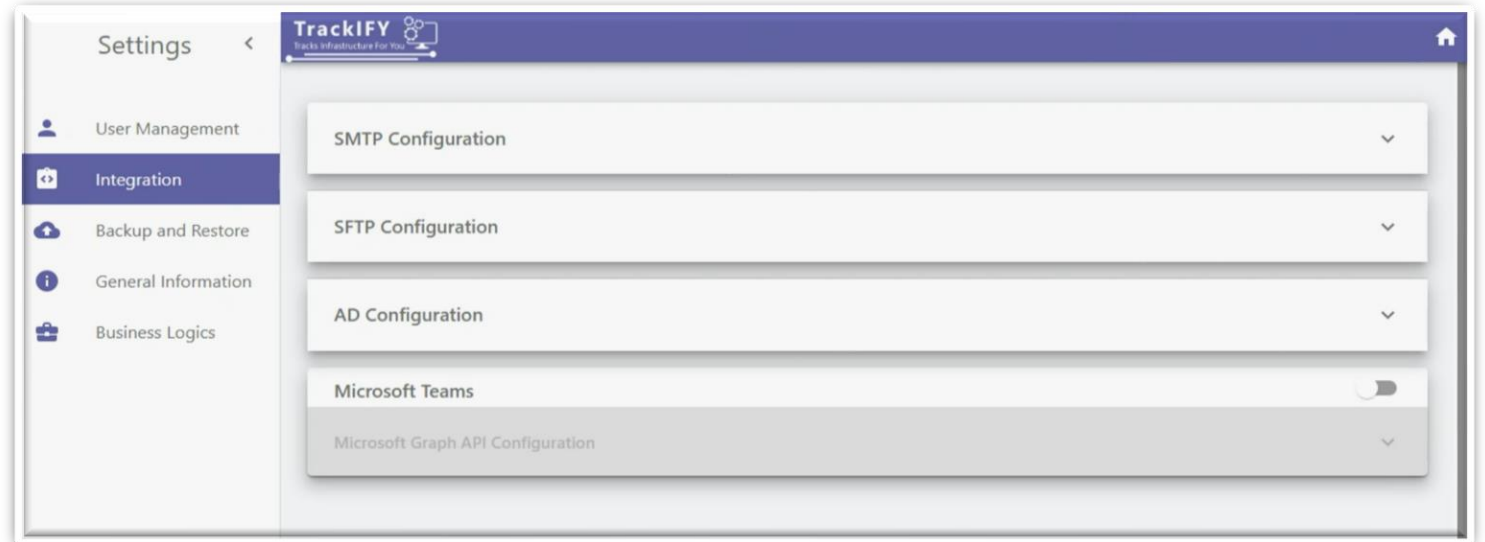 Settings
TrackIFY
Tracks Infrastructure For You
User Management
Integration
Backup and Restore
General Information
Business Logics
SMTP Configuration
SFTP Configuration
AD Configuration
Microsoft Teams
Microsoft Graph API Configuration